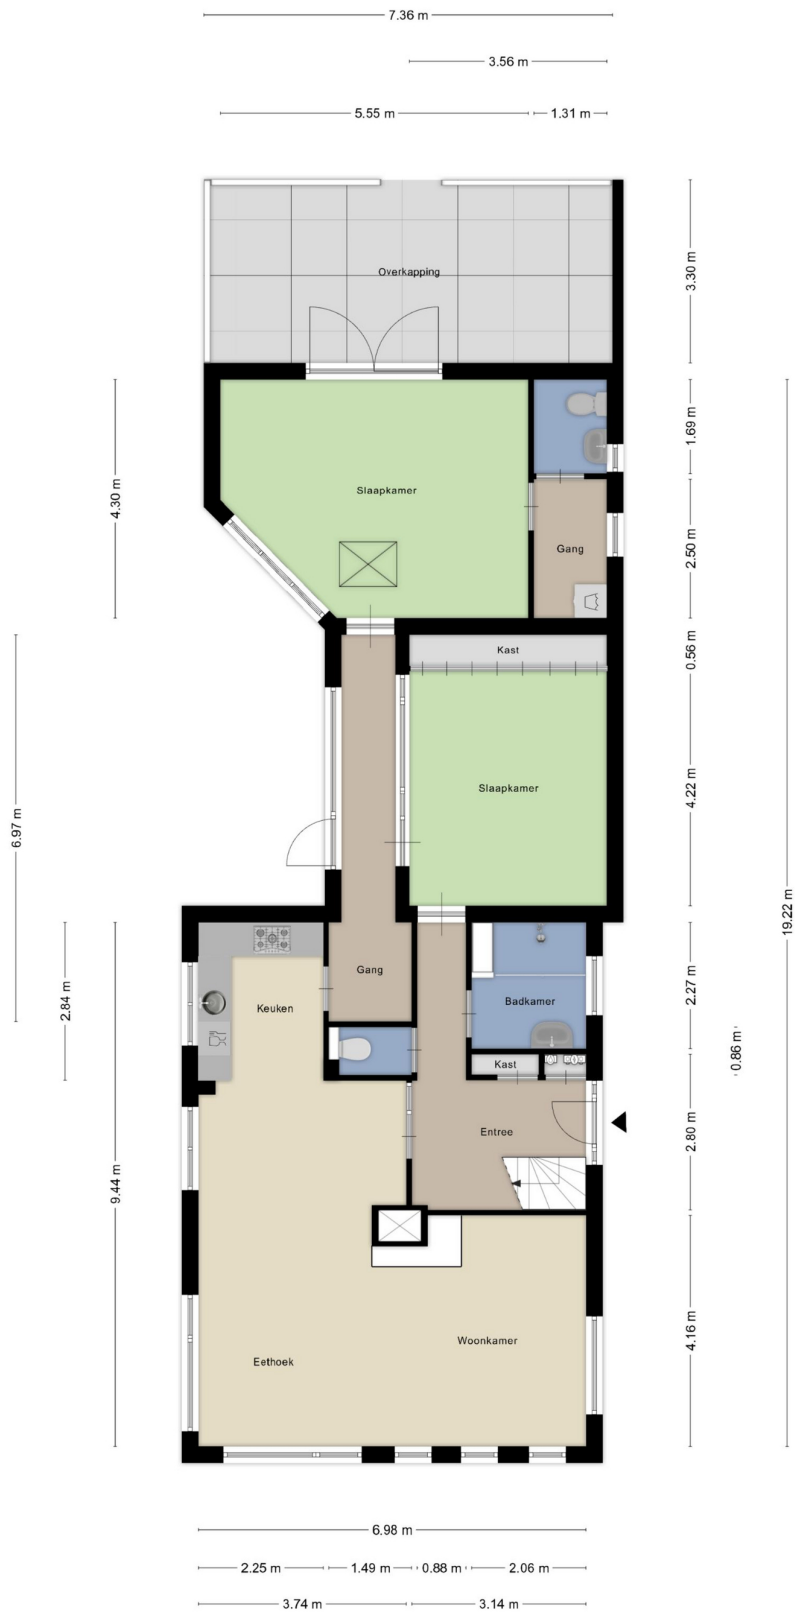 7.36 m
3.56 m
5.55 m
1.31 m
Overkapping
3.30 m
1.69 m
4.30 m
Slaapkamer
Gang
2.50 m
Kast
0.56 m
Slaapkamer
4.22 m
6.97 m
19.22 m
Gang
Keuken
Badkamer
2.27 m
2.84 m
0.86 m
Kast
Entree
2.80 m
9.44 m
Woonkamer
4.16 m
Eethoek
6.98 m
2.25 m
1.49 m
0.88 m
2.06 m
3.74 m
3.14 m